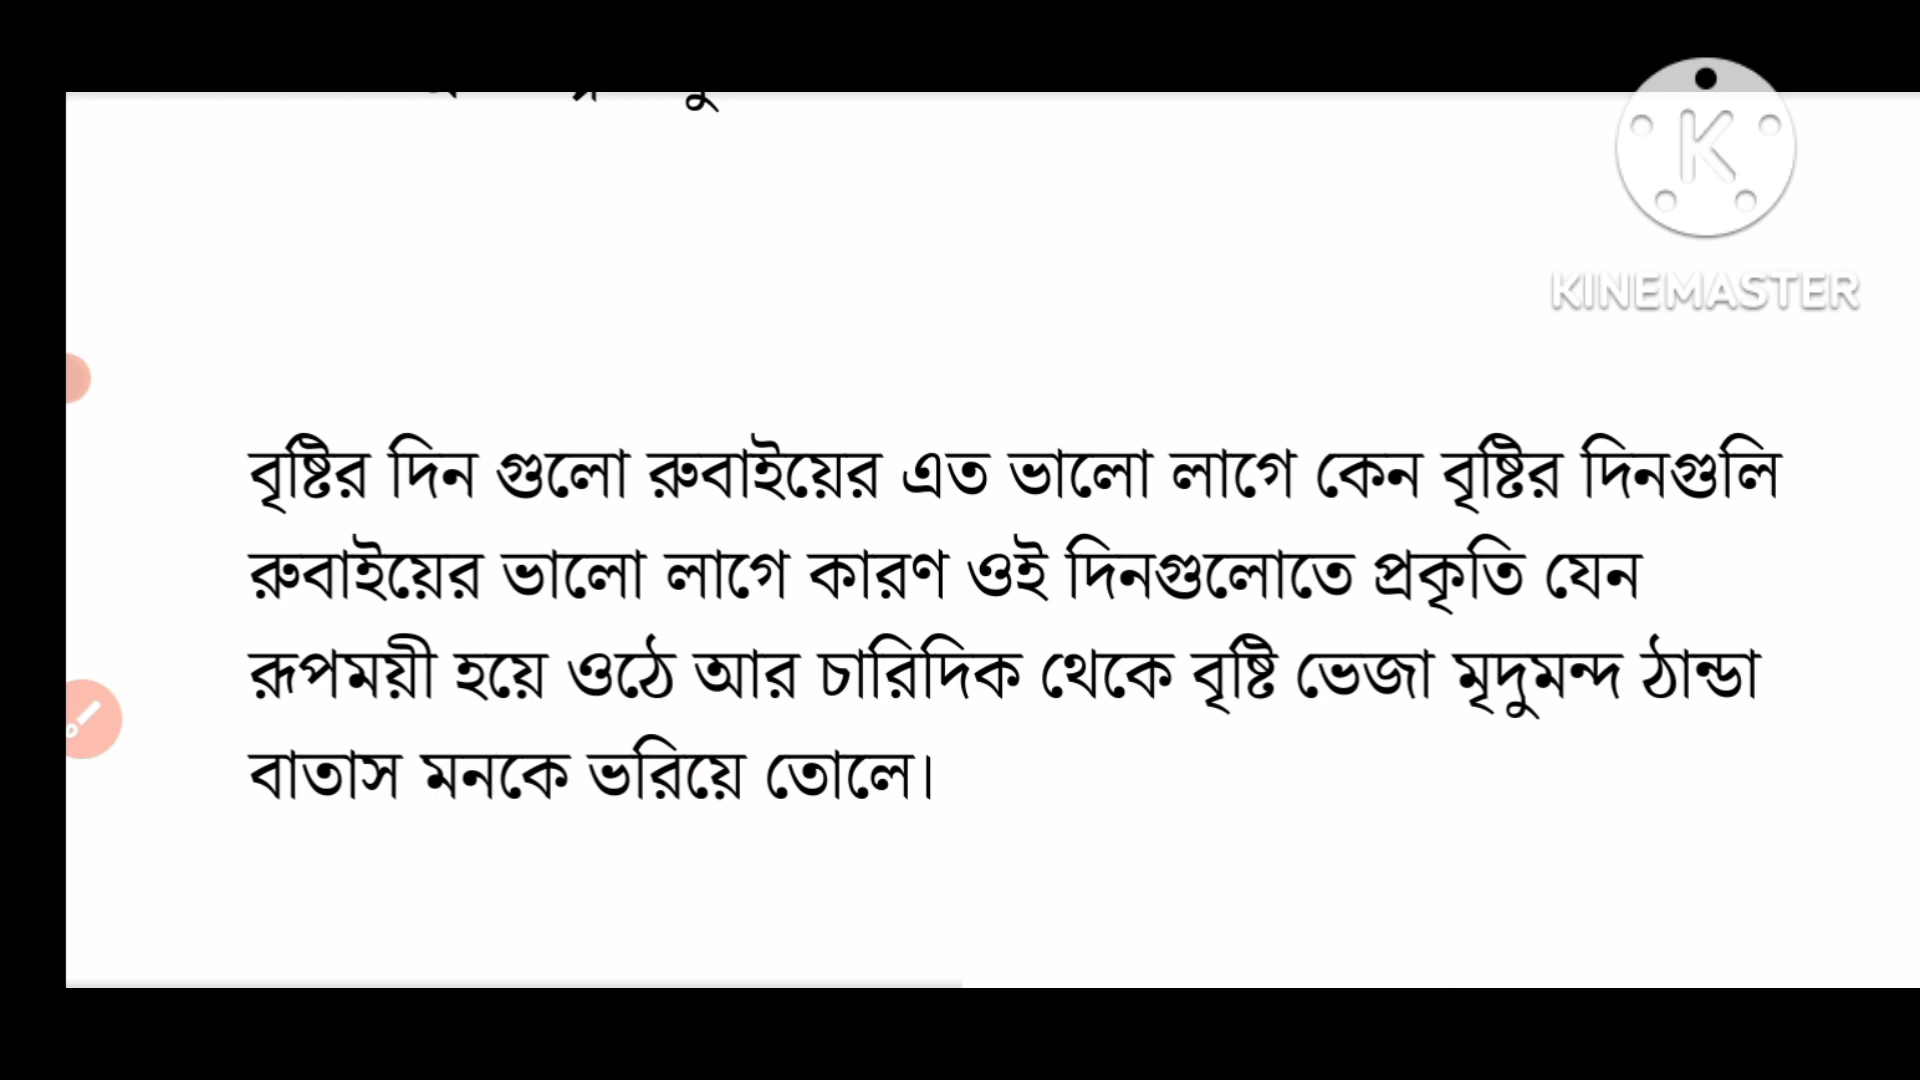 KINEMASTER
বৃষ্টির দিন গুলো রুবাইয়ের এত ভালো লাগে কেন বৃষ্টির দিনগুলি
রুবাইয়ের ভালো লাগে কারণ ওই দিনগুলোতে প্রকৃতি যেন
রূপময়ী হয়ে ওঠে আর চারিদিক থেকে বৃষ্টি ভেজা মৃদুমন্দ ঠান্ডা
বাতাস মনকে ভরিয়ে তোলে।